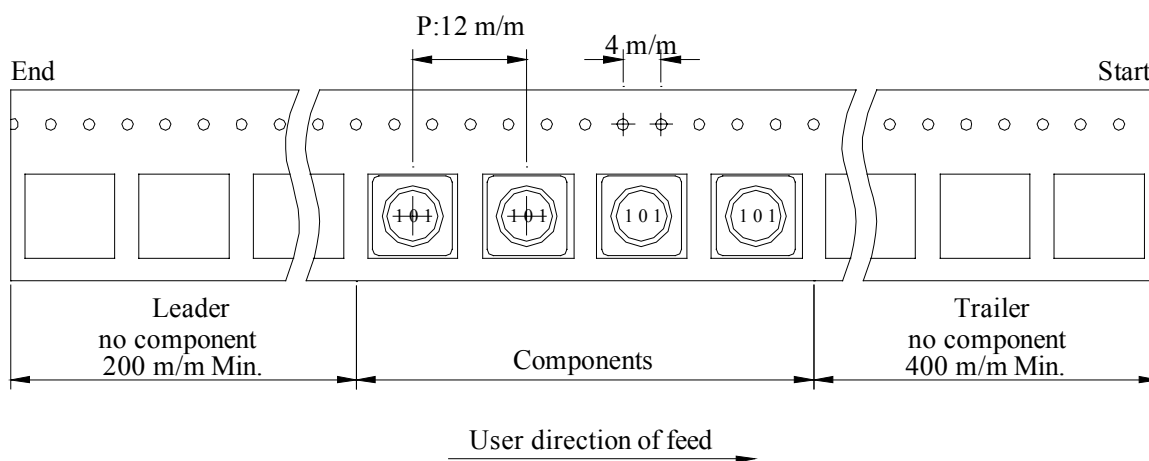 P:12 m/m
4 m/m
End
Start
101
101
101
101
Leader
no component
200 m/m Min.
Components
Trailer
no component
400 m/m Min.
User direction of feed